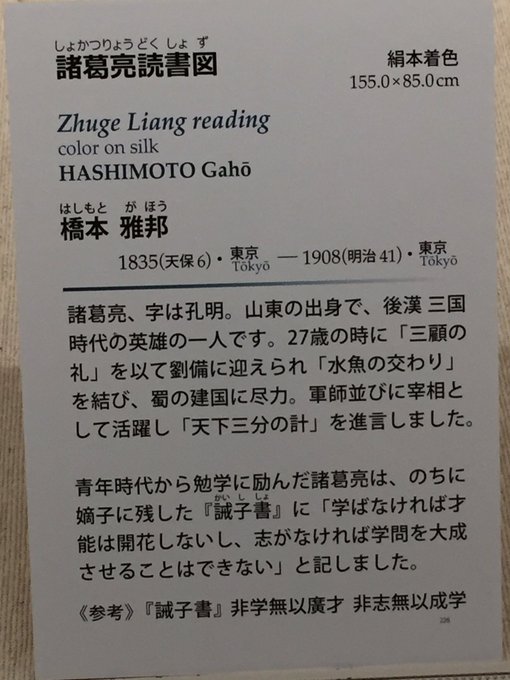 しょかつりょうどくしょず
諸葛亮読書図
絹本着色
155.0×85.0cm
Zhuge Liang reading
color on silk
HASHIMOTO Gahō
はしもと がほう
橋本 雅邦
1835(天保6)・東京 — 1908(明治41)・東京
Tōkyō Tōkyō
諸葛亮、字は孔明。山東の出身で、後漢 三国
時代の英雄の一人です。27歳の時に「三顧の
礼」を以て劉備に迎えられ「水魚の交わり」
を結び、蜀の建国に尽力。軍師並びに宰相と
して活躍し「天下三分の計」を進言しました。
青年時代から勉学に励んだ諸葛亮は、のちに
かいししょ
嫡子に残した『誡子書』に「学ばなければ才
能は開花しないし、志がなければ学問を大成
させることはできない」と記しました。
《参考》『誡子書』非学無以廣才 非志無以成学